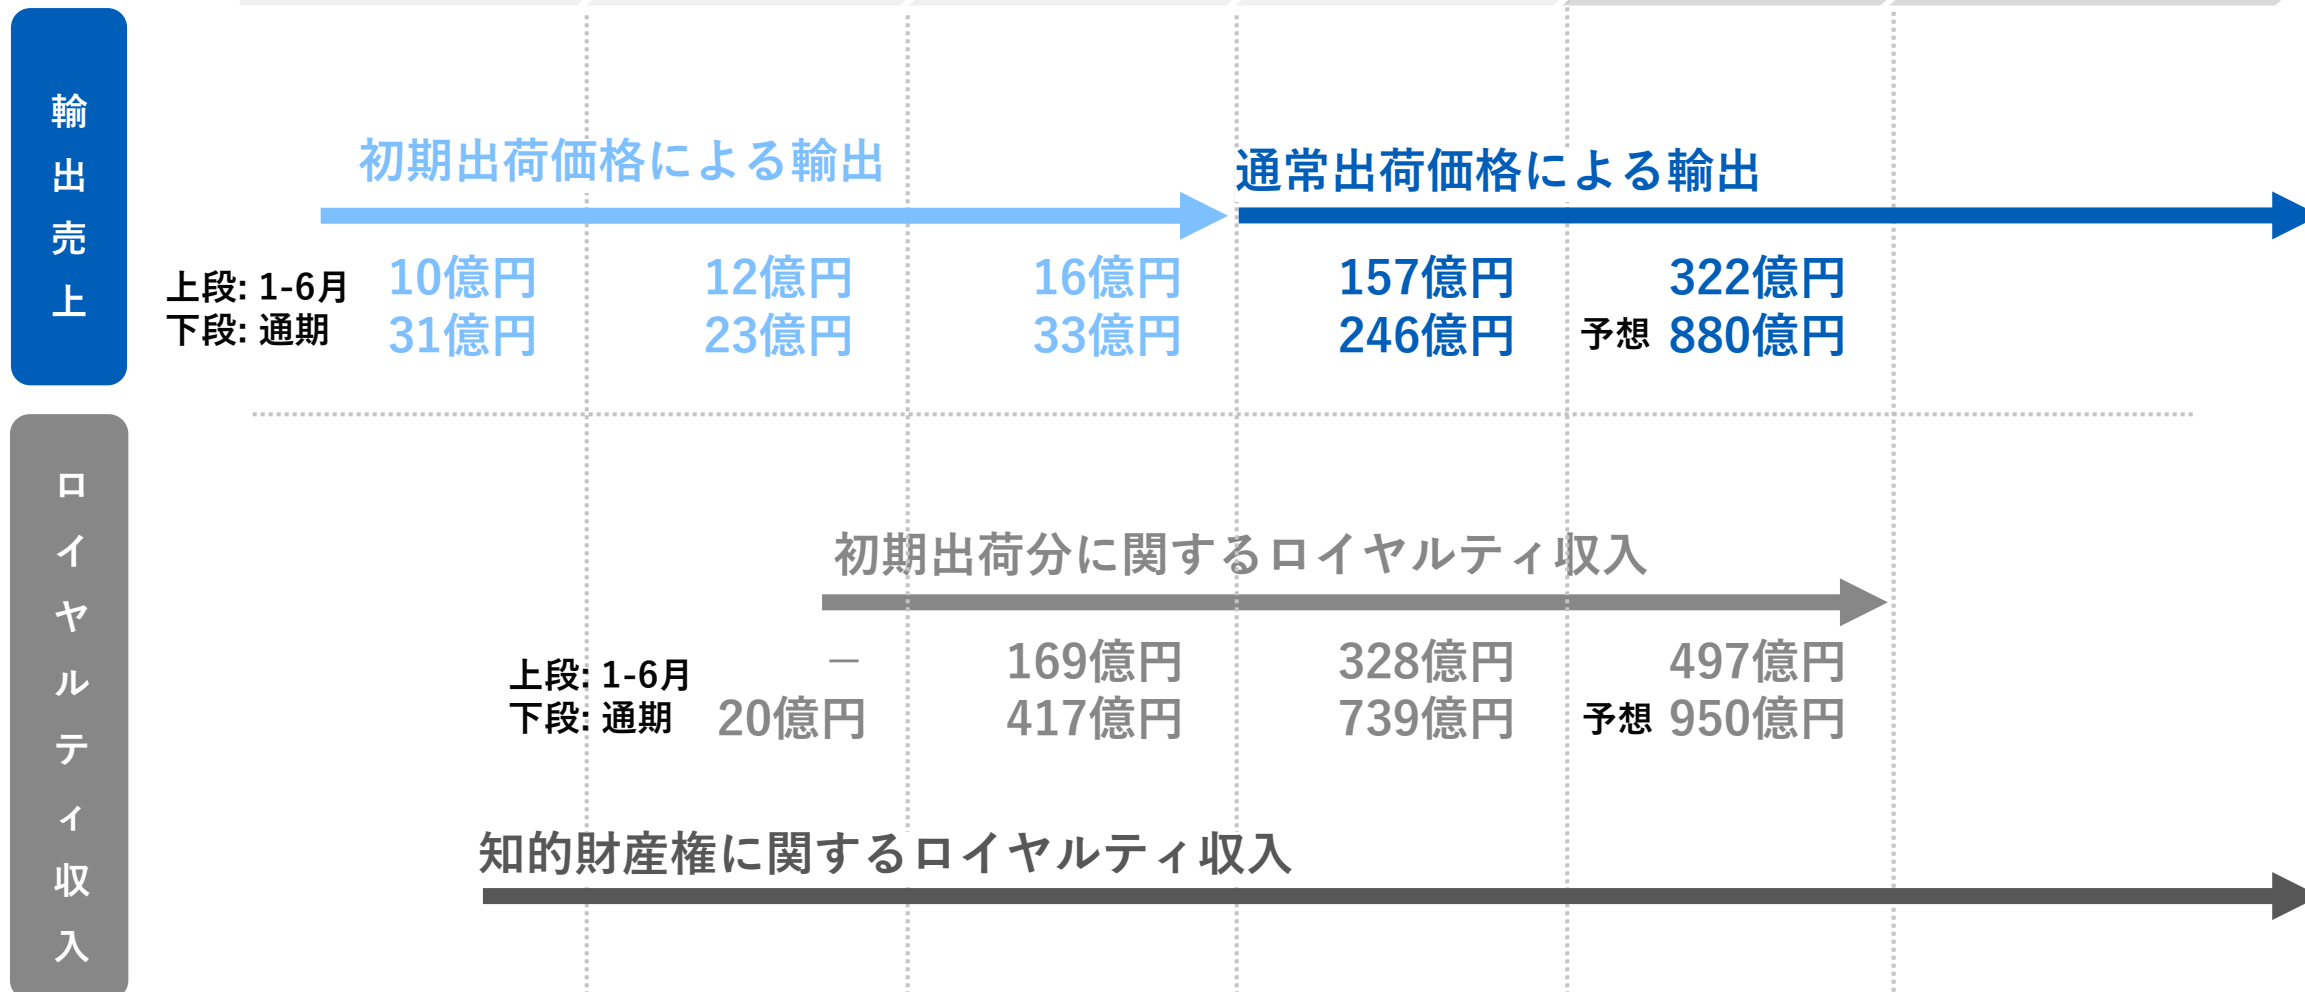 輸出売上
初期出荷価格による輸出
通常出荷価格による輸出
上段: 1-6月 10億円 12億円 16億円 157億円 322億円
下段: 通期 31億円 23億円 33億円 246億円 予想 880億円
ロイヤルティ収入
初期出荷分に関するロイヤルティ収入
上段: 1-6月 – 169億円 328億円 497億円
下段: 通期 20億円 417億円 739億円 予想 950億円
知的財産権に関するロイヤルティ収入